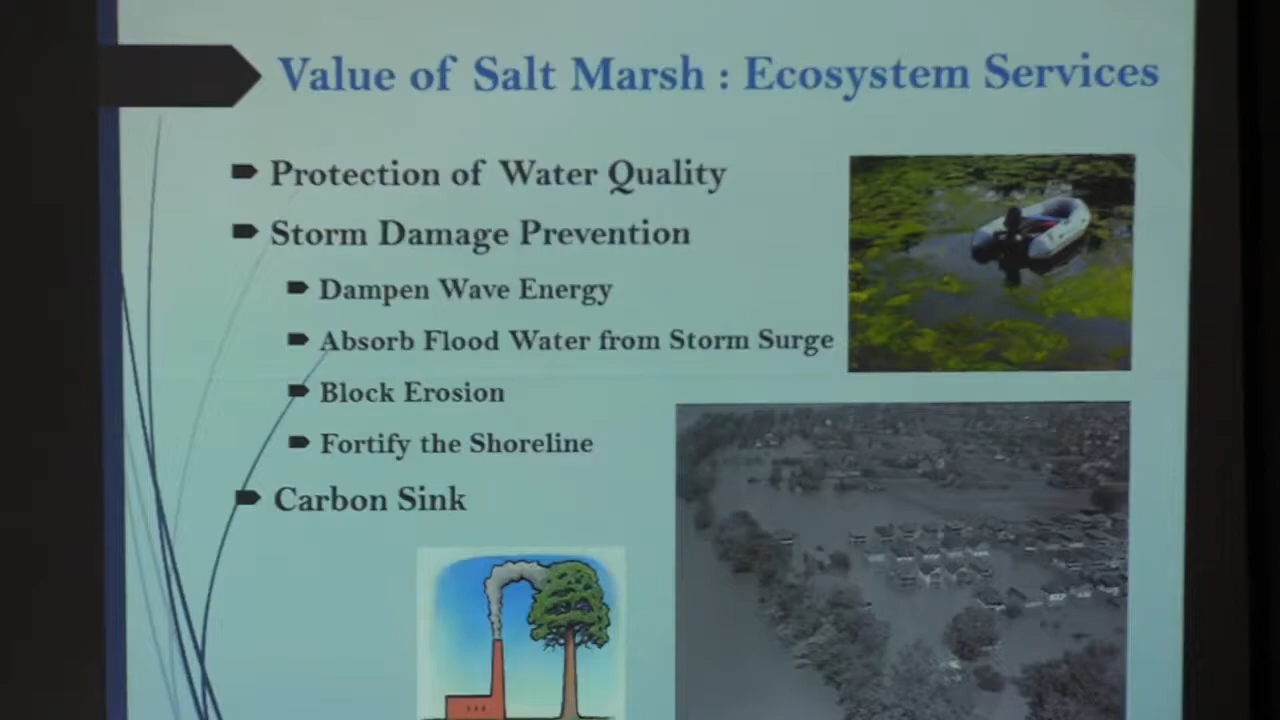 Value of Salt Marsh : Ecosystem Services
Protection of Water Quality
Storm Damage Prevention
Dampen Wave Energy
Absorb Flood Water from Storm Surge
Block Erosion
Fortify the Shoreline
Carbon Sink